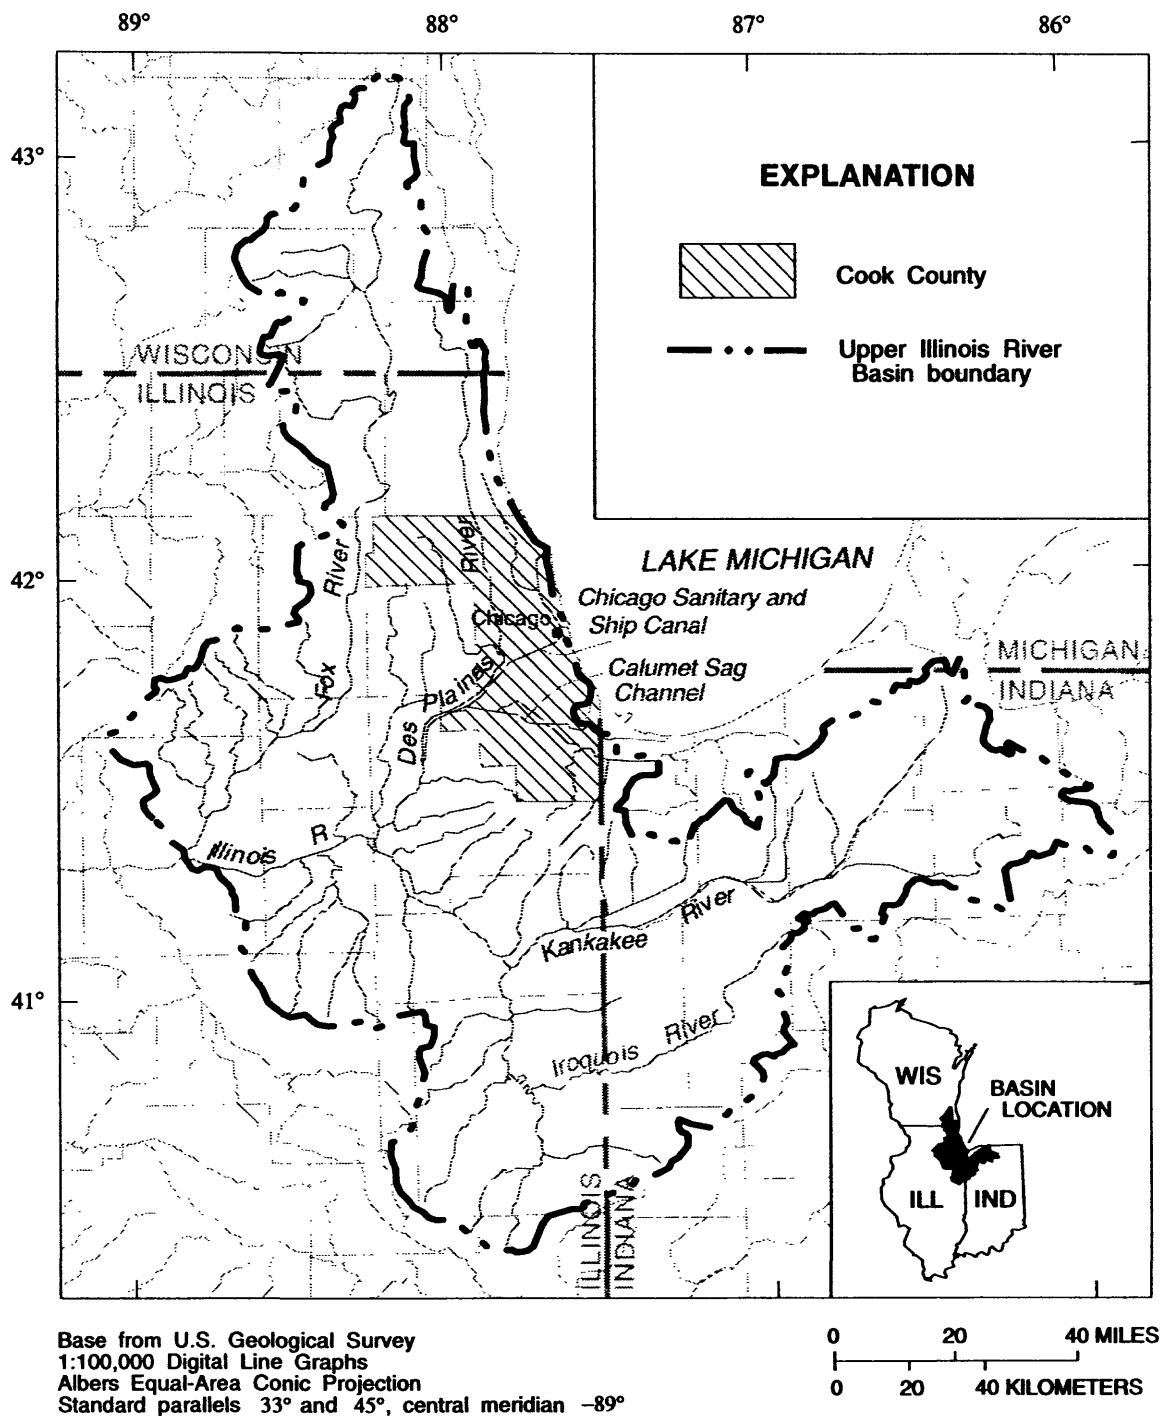 89° 88° 87° 86°
43°
42°
41°
EXPLANATION
Cook County
Upper Illinois River
Basin boundary
WISCONSIN
ILLINOIS
River
River
LAKE MICHIGAN
Chicago Sanitary and
Ship Canal
Chicago
Calumet Sag
Channel
MICHIGAN
INDIANA
Fox
Des Plaines
Illinois R
Kankakee River
Iroquois River
ILLINOIS
INDIANA
WIS
BASIN
LOCATION
ILL
IND
Base from U.S. Geological Survey
1:100,000 Digital Line Graphs
Albers Equal-Area Conic Projection
Standard parallels 33° and 45°, central meridian −89°
0 20 40 MILES
0 20 40 KILOMETERS